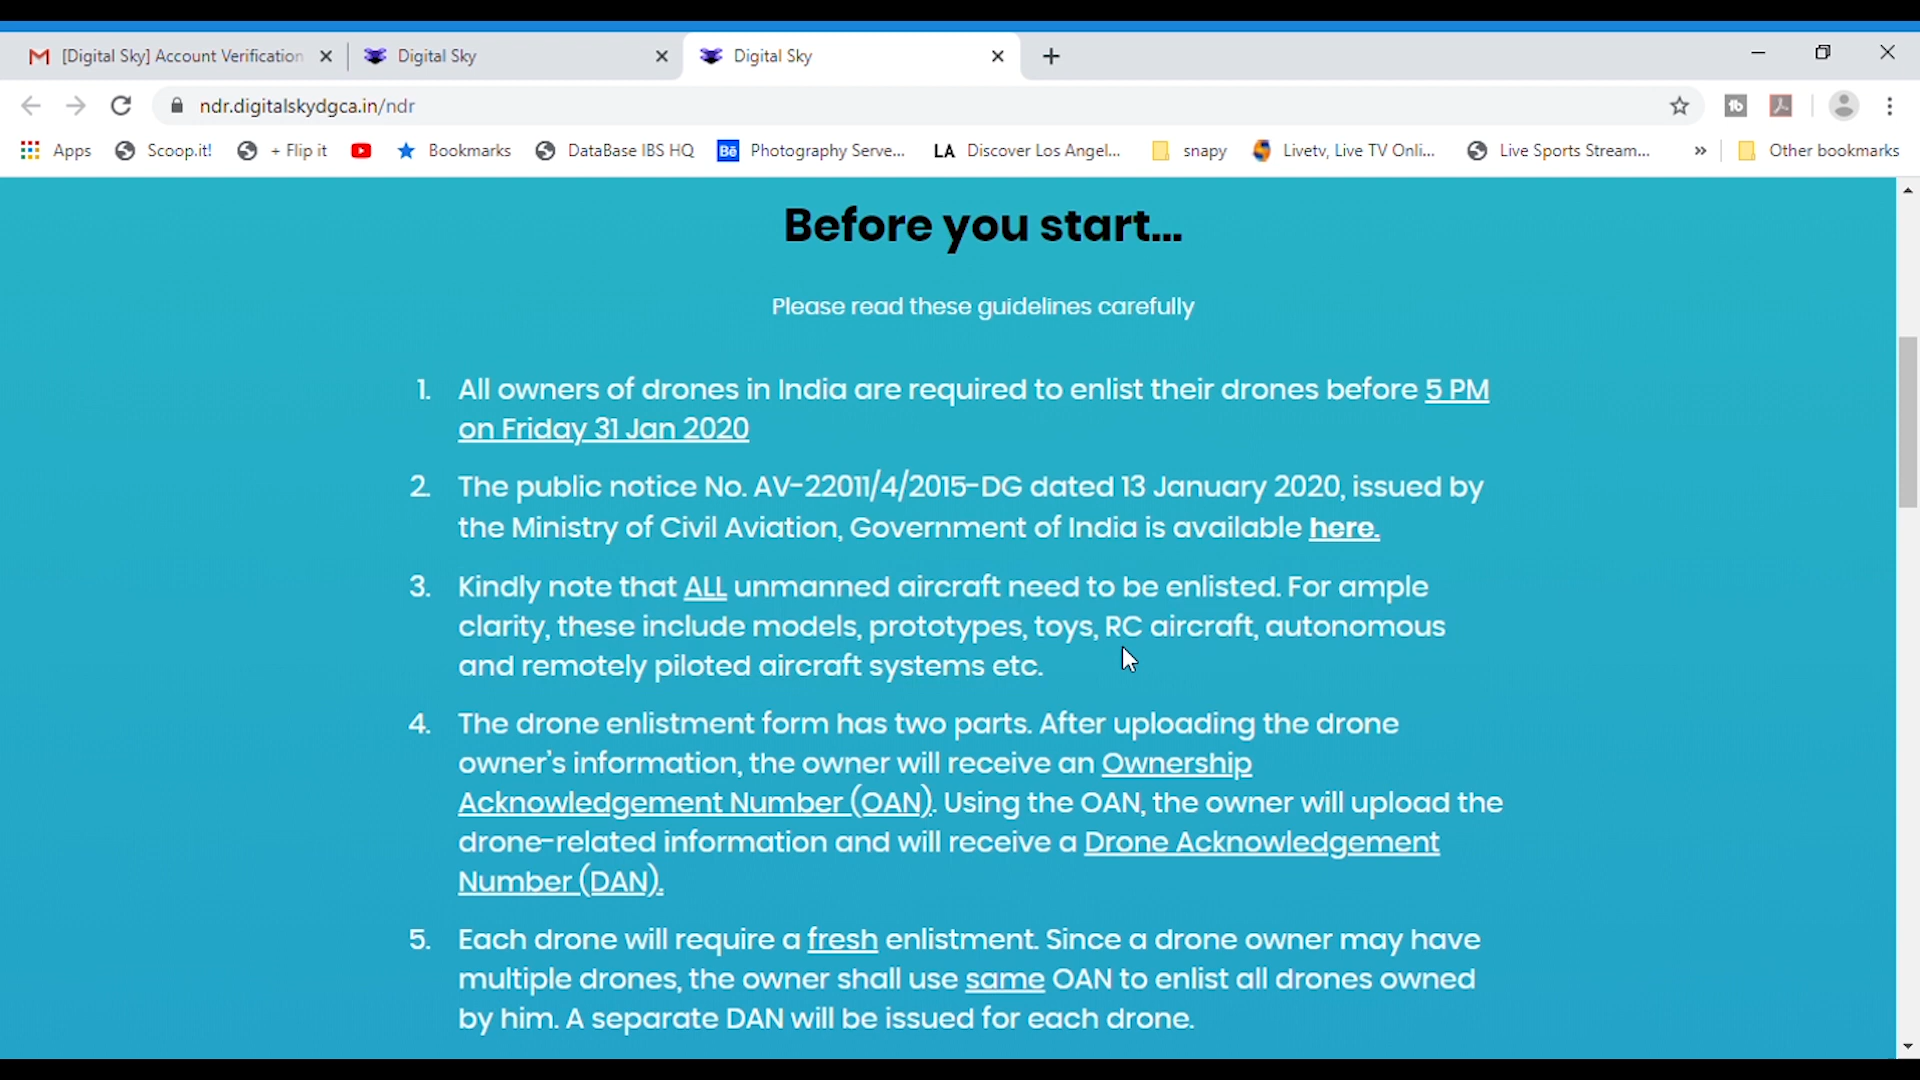 [Digital Sky] Account Verification
Digital Sky
Digital Sky
ndr.digitalskydgca.in/ndr
Apps
Scoop.it!
+ Flip it
Bookmarks
DataBase IBS HQ
Bē
Photography Serve...
LA
Discover Los Angel...
snapy
Livetv, Live TV Onli...
Live Sports Stream...
»
Other bookmarks
Before you start...
Please read these guidelines carefully
1. All owners of drones in India are required to enlist their drones before 5 PM
on Friday 31 Jan 2020
2. The public notice No. AV-22011/4/2015-DG dated 13 January 2020, issued by
the Ministry of Civil Aviation, Government of India is available here.
3. Kindly note that ALL unmanned aircraft need to be enlisted. For ample
clarity, these include models, prototypes, toys, RC aircraft, autonomous
and remotely piloted aircraft systems etc.
4. The drone enlistment form has two parts. After uploading the drone
owner's information, the owner will receive an Ownership
Acknowledgement Number (OAN). Using the OAN, the owner will upload the
drone-related information and will receive a Drone Acknowledgement
Number (DAN).
5. Each drone will require a fresh enlistment. Since a drone owner may have
multiple drones, the owner shall use same OAN to enlist all drones owned
by him. A separate DAN will be issued for each drone.